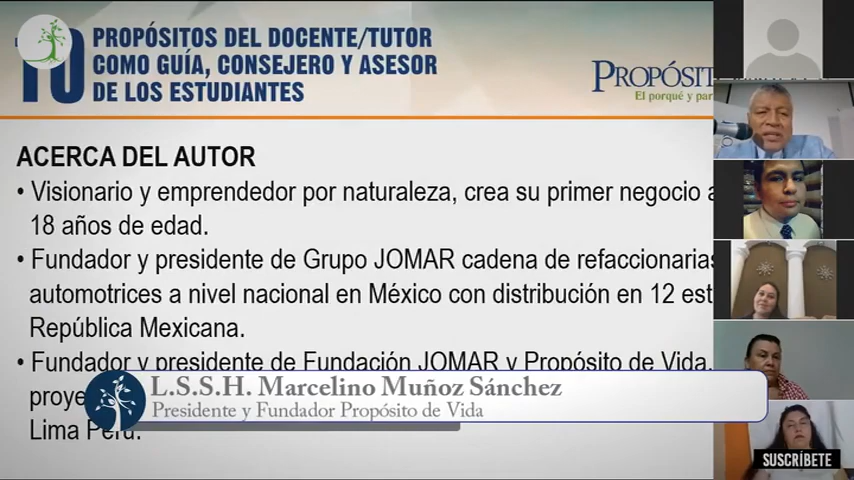 10 PROPÓSITOS DEL DOCENTE/TUTOR
COMO GUÍA, CONSEJERO Y ASESOR
DE LOS ESTUDIANTES
PROPÓSIT
El porqué y par
ACERCA DEL AUTOR
• Visionario y emprendedor por naturaleza, crea su primer negocio a
18 años de edad.
• Fundador y presidente de Grupo JOMAR cadena de refaccionarias
automotrices a nivel nacional en México con distribución en 12 est
República Mexicana.
• Fundador y presidente de Fundación JOMAR y Propósito de Vida,
proye
Lima Perú.
L.S.S.H. Marcelino Muñoz Sánchez
Presidente y Fundador Propósito de Vida
SUSCRÍBETE